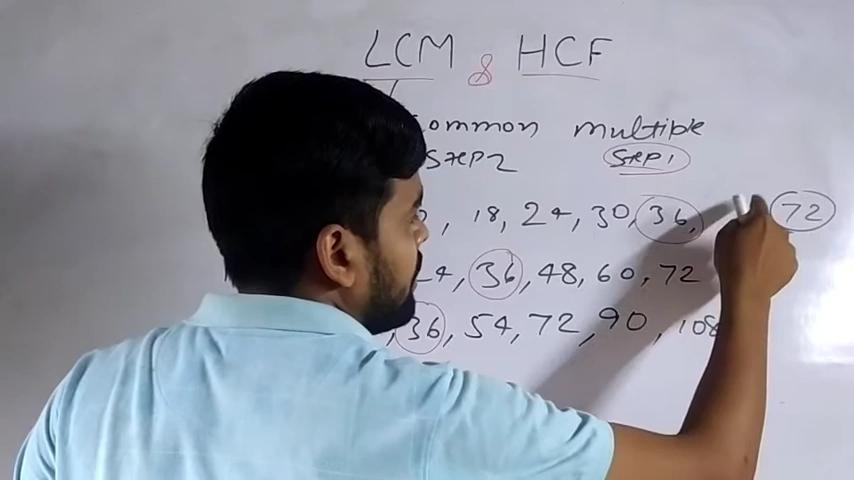 LCM & HCF
Common multiple
Step2 Step1
, 18, 24, 30, 36, 72
24, 36, 48, 60, 72
, 36, 54, 72, 90, 108